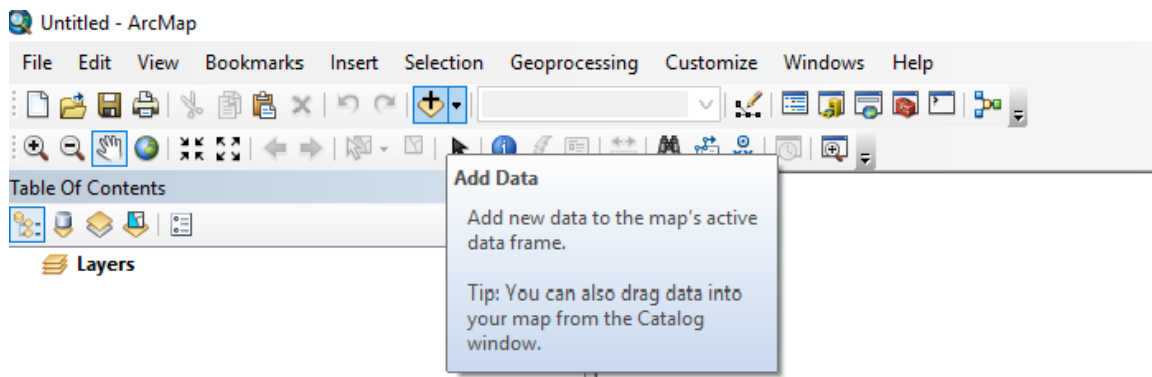 Untitled - ArcMap
File Edit View Bookmarks Insert Selection Geoprocessing Customize Windows Help
Table Of Contents
Layers
Add Data
Add new data to the map's active
data frame.
Tip: You can also drag data into
your map from the Catalog
window.